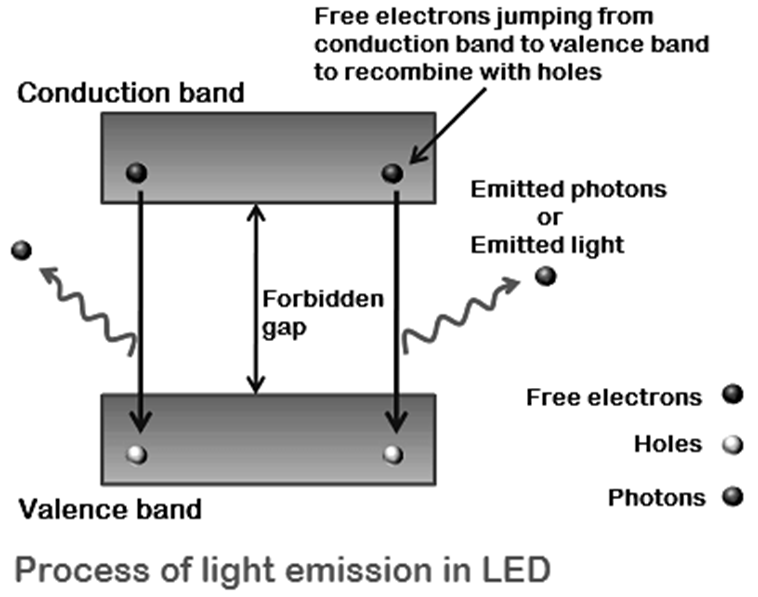 Free electrons jumping from
conduction band to valence band
to recombine with holes
Conduction band
Emitted photons
or
Emitted light
Forbidden
gap
Free electrons
Holes
Photons
Valence band
Process of light emission in LED